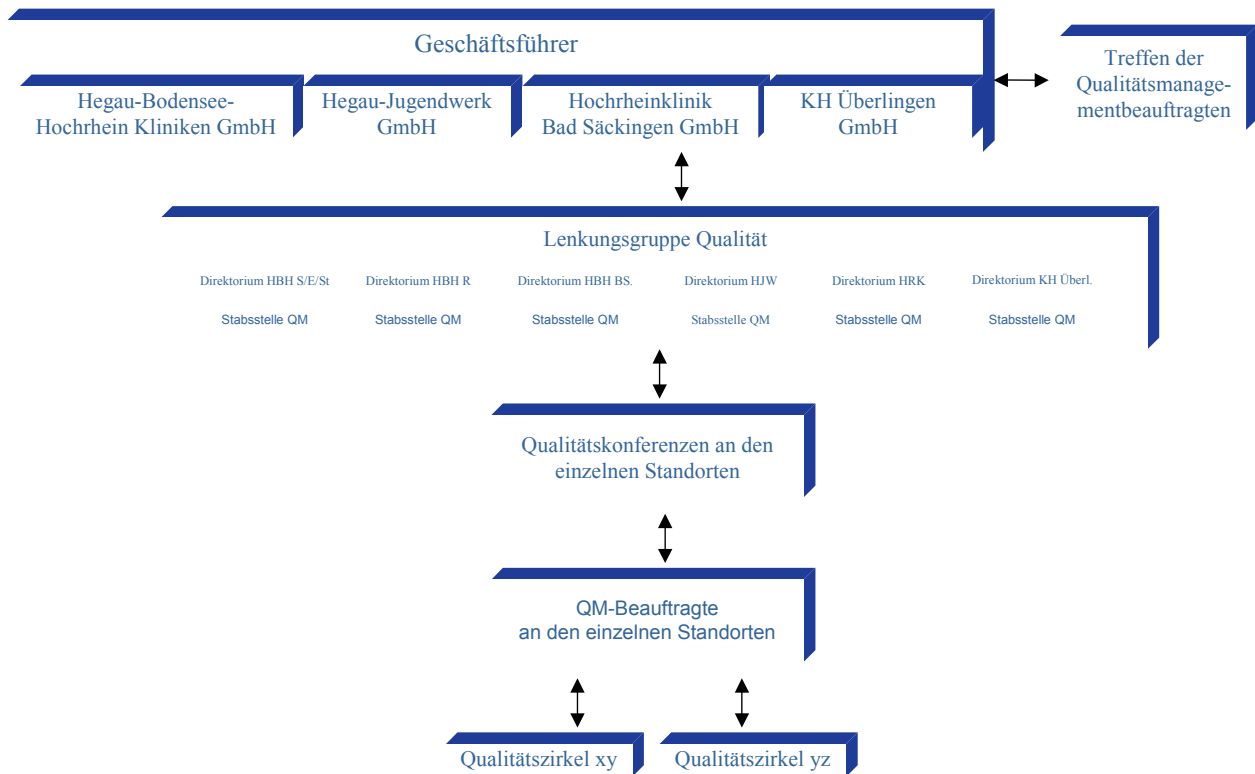 Geschäftsführer
Hegau-Bodensee-
Hochrhein Kliniken GmbH
Hegau-Jugendwerk
GmbH
Hochrheinklinik
Bad Säckingen GmbH
KH Überlingen
GmbH
Treffen der
Qualitätsmanage-
mentbeauftragten
Lenkungsgruppe Qualität
Direktorium HBH S/E/St
Direktorium HBH R
Direktorium HBH BS.
Direktorium HJW
Direktorium HRK
Direktorium KH Überl.
Stabsstelle QM
Stabsstelle QM
Stabsstelle QM
Stabsstelle QM
Stabsstelle QM
Stabsstelle QM
Qualitätskonferenzen an den
einzelnen Standorten
QM-Beauftragte
an den einzelnen Standorten
Qualitätszirkel xy
Qualitätszirkel yz